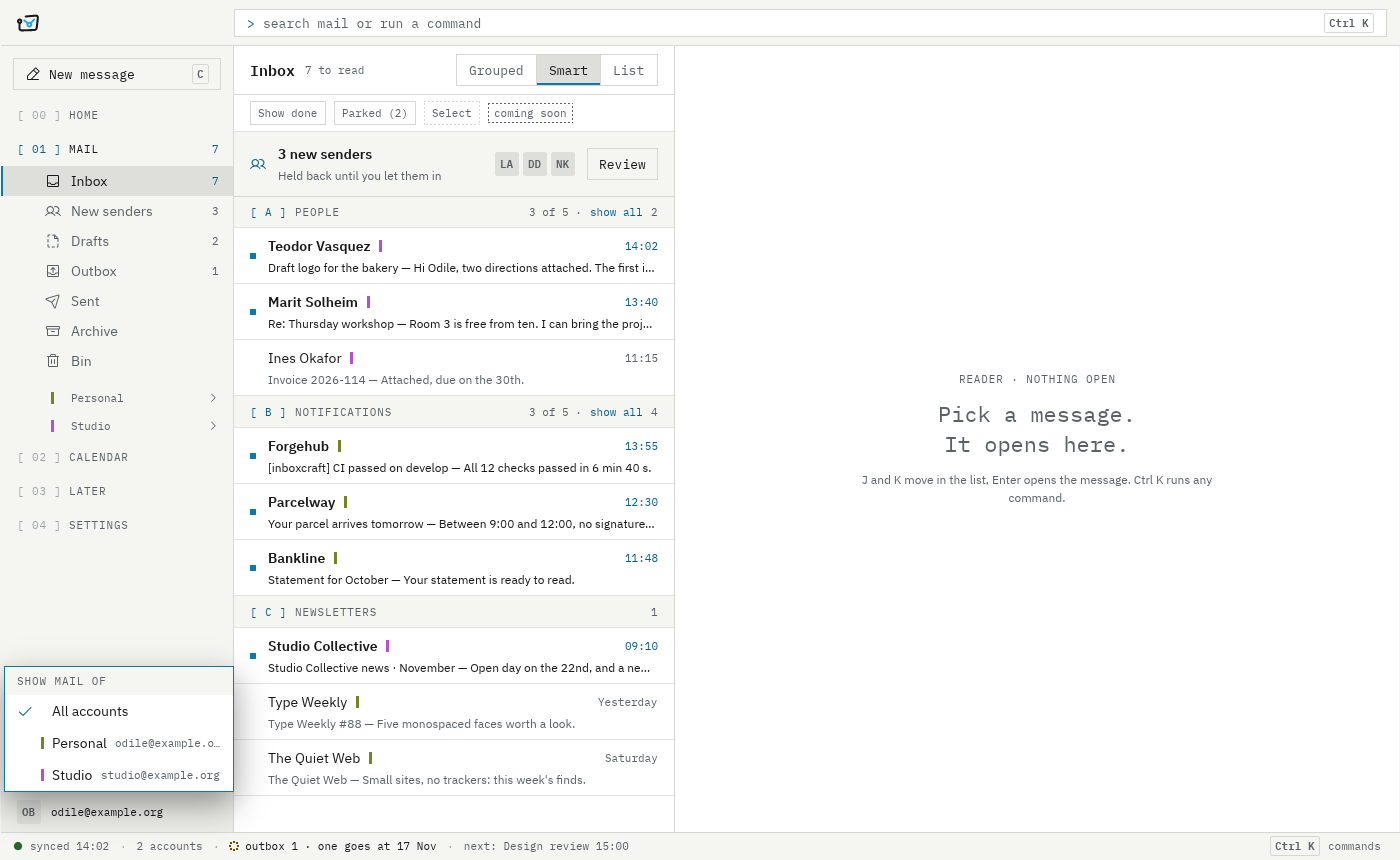 > search mail or run a command Ctrl K
New message C
[ 00 ] HOME
[ 01 ] MAIL 7
Inbox 7
New senders 3
Drafts 2
Outbox 1
Sent
Archive
Bin
Personal
Studio
[ 02 ] CALENDAR
[ 03 ] LATER
[ 04 ] SETTINGS
SHOW MAIL OF
All accounts
Personal odile@example.o…
Studio studio@example.org
OB odile@example.org
Inbox 7 to read Grouped Smart List
Show done Parked (2) Select coming soon
3 new senders
Held back until you let them in
LA DD NK Review
[ A ] PEOPLE 3 of 5 · show all 2
Teodor Vasquez 14:02
Draft logo for the bakery — Hi Odile, two directions attached. The first i…
Marit Solheim 13:40
Re: Thursday workshop — Room 3 is free from ten. I can bring the proj…
Ines Okafor 11:15
Invoice 2026-114 — Attached, due on the 30th.
[ B ] NOTIFICATIONS 3 of 5 · show all 4
Forgehub 13:55
[inboxcraft] CI passed on develop — All 12 checks passed in 6 min 40 s.
Parcelway 12:30
Your parcel arrives tomorrow — Between 9:00 and 12:00, no signature…
Bankline 11:48
Statement for October — Your statement is ready to read.
[ C ] NEWSLETTERS 1
Studio Collective 09:10
Studio Collective news · November — Open day on the 22nd, and a ne…
Type Weekly Yesterday
Type Weekly #88 — Five monospaced faces worth a look.
The Quiet Web Saturday
The Quiet Web — Small sites, no trackers: this week's finds.
READER · NOTHING OPEN
Pick a message.
It opens here.
J and K move in the list, Enter opens the message. Ctrl K runs any
command.
synced 14:02 · 2 accounts · outbox 1 · one goes at 17 Nov · next: Design review 15:00 Ctrl K commands